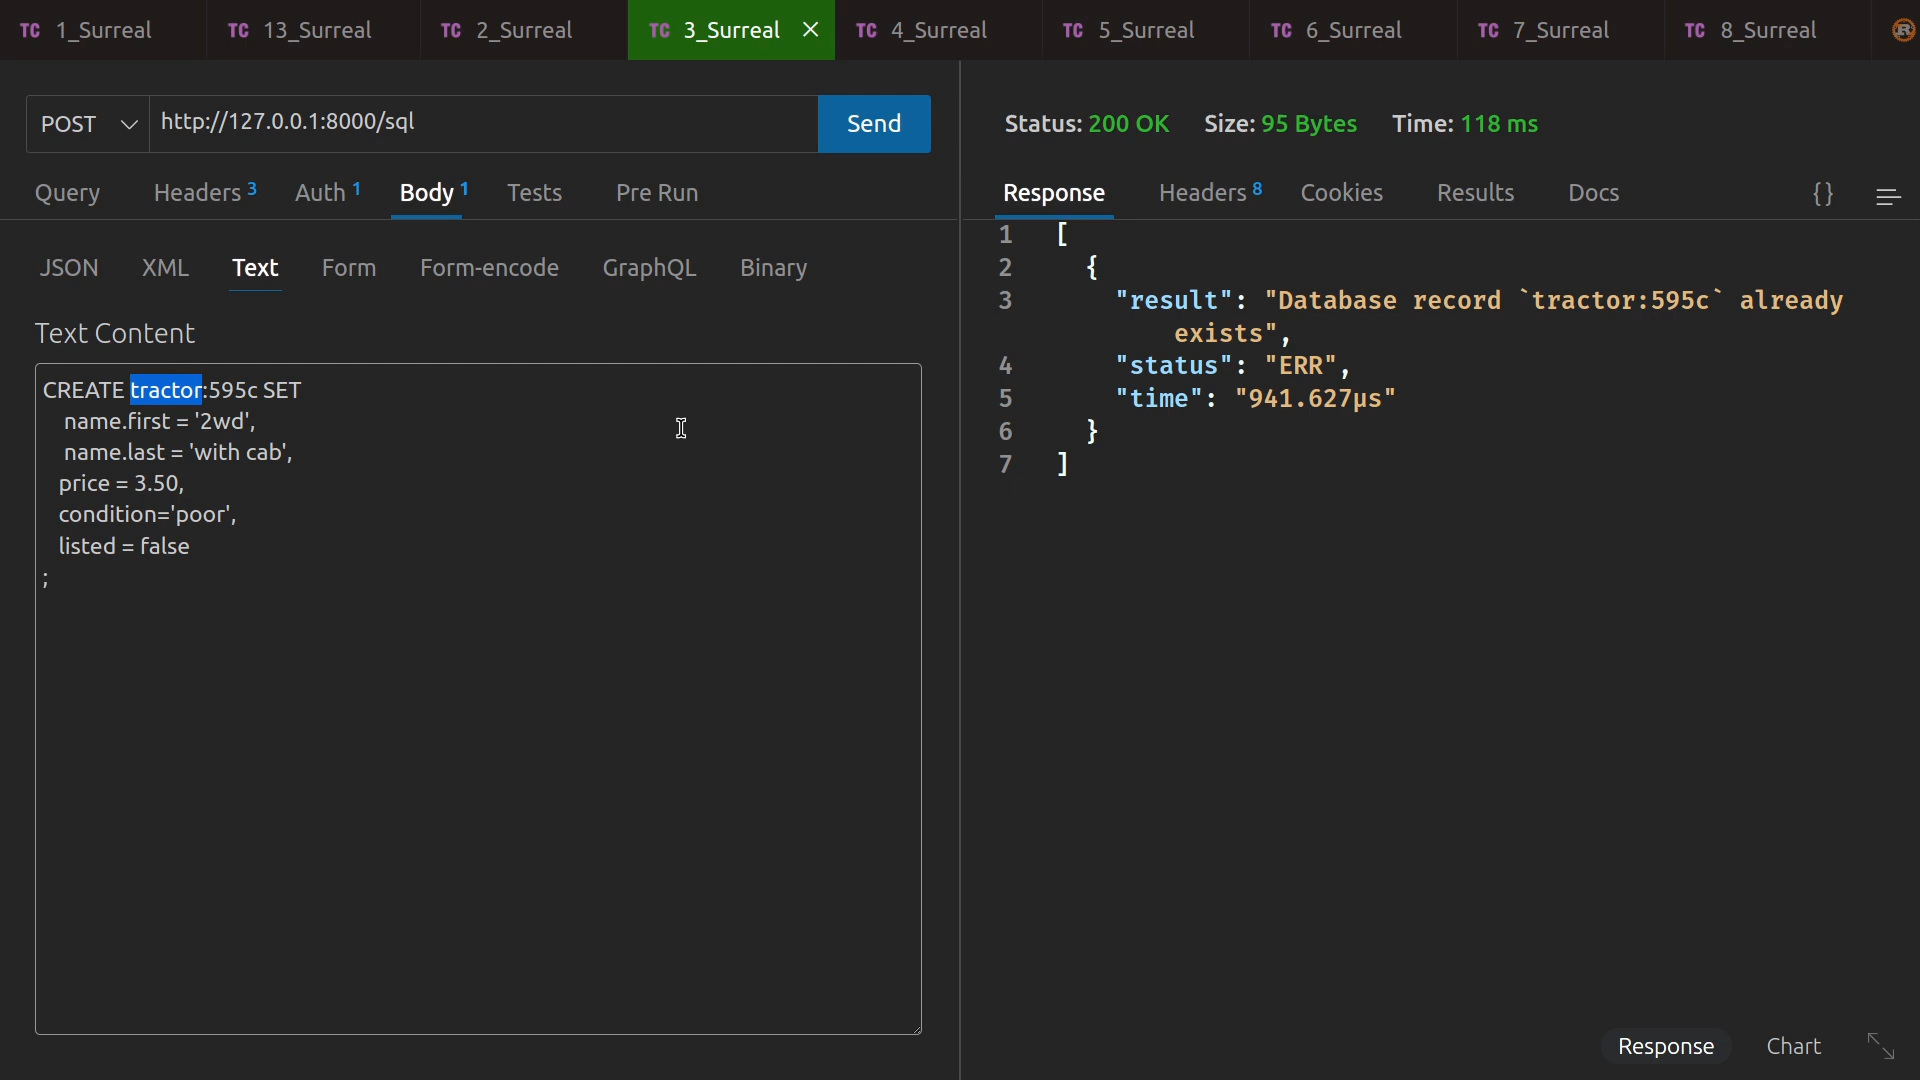 TC 1_Surreal TC 13_Surreal TC 2_Surreal TC 3_Surreal TC 4_Surreal TC 5_Surreal TC 6_Surreal TC 7_Surreal TC 8_Surreal R
POST http://127.0.0.1:8000/sql Send
Query Headers 3 Auth 1 Body 1 Tests Pre Run
JSON XML Text Form Form-encode GraphQL Binary
Text Content
CREATE tractor:595c SET
name.first = '2wd',
name.last = 'with cab',
price = 3.50,
condition='poor',
listed = false
;
Status: 200 OK Size: 95 Bytes Time: 118 ms
Response Headers 8 Cookies Results Docs {}
1 [
2 {
3 "result": "Database record `tractor:595c` already
exists",
4 "status": "ERR",
5 "time": "941.627µs"
6 }
7 ]
Response Chart